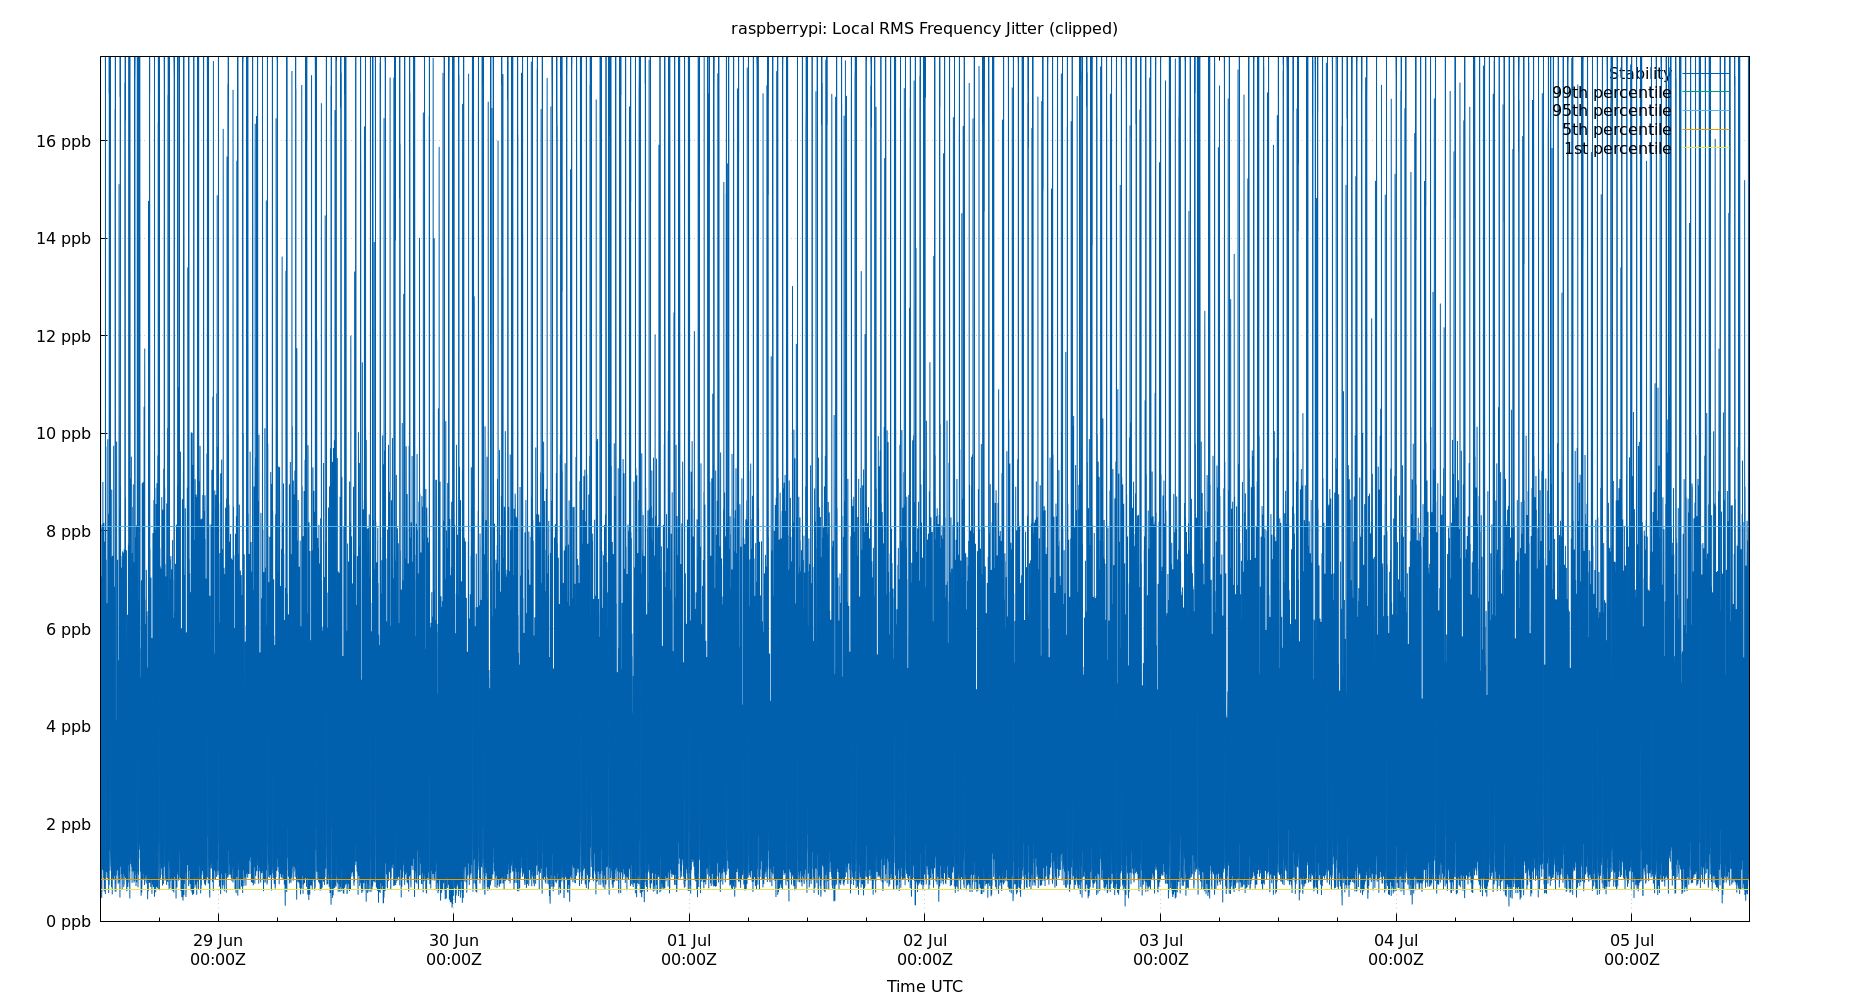 raspberrypi: Local RMS Frequency Jitter (clipped)
Stability
99th percentile
95th percentile
5th percentile
1st percentile
16 ppb
14 ppb
12 ppb
10 ppb
8 ppb
6 ppb
4 ppb
2 ppb
0 ppb
29 Jun 30 Jun 01 Jul 02 Jul 03 Jul 04 Jul 05 Jul
00:00Z 00:00Z 00:00Z 00:00Z 00:00Z 00:00Z 00:00Z
Time UTC